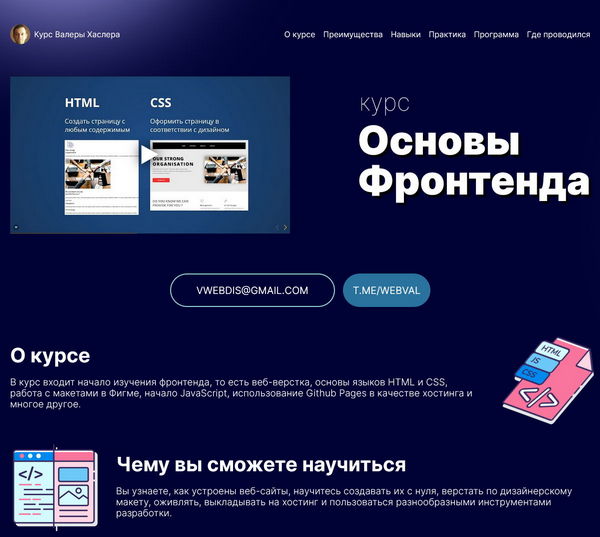 Курс Валеры Хаслера
О курсе Преимущества Навыки Практика Программа Где проводился
HTML CSS
Создать страницу с
любым содержимым
Оформить страницу в
соответствии с дизайном
OUR STRONG
ORGANISATION
DO YOU KNOW WE CAN
PROVIDE FOR YOU ?
курс
Основы
Фронтенда
VWEBDIS@GMAIL.COM
T.ME/WEBVAL
О курсе
В курс входит начало изучения фронтенда, то есть веб-верстка, основы языков HTML и CSS,
работа с макетами в Фигме, начало JavaScript, использование Github Pages в качестве хостинга и
многое другое.
HTML
JS
CSS
</>
</>
Чему вы сможете научиться
Вы узнаете, как устроены веб-сайты, научитесь создавать их с нуля, верстать по дизайнерскому
макету, оживлять, выкладывать на хостинг и пользоваться разнообразными инструментами
разработки.